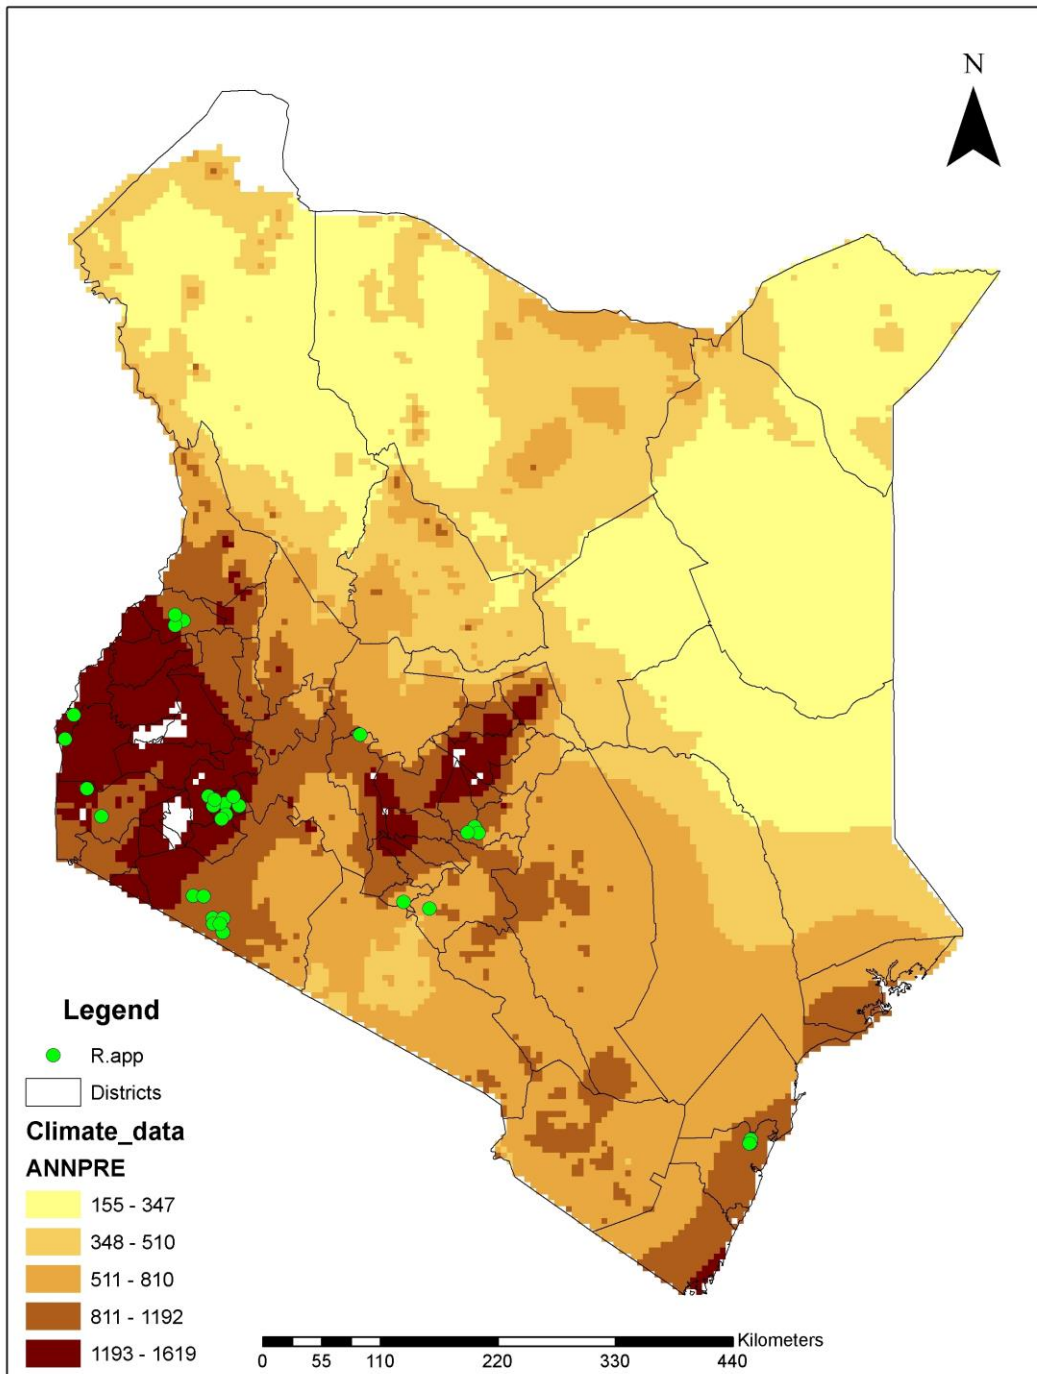 N
Legend
R.app
Districts
Climate_data
ANNPRE
155 - 347
348 - 510
511 - 810
811 - 1192
1193 - 1619
Kilometers
0 55 110 220 330 440